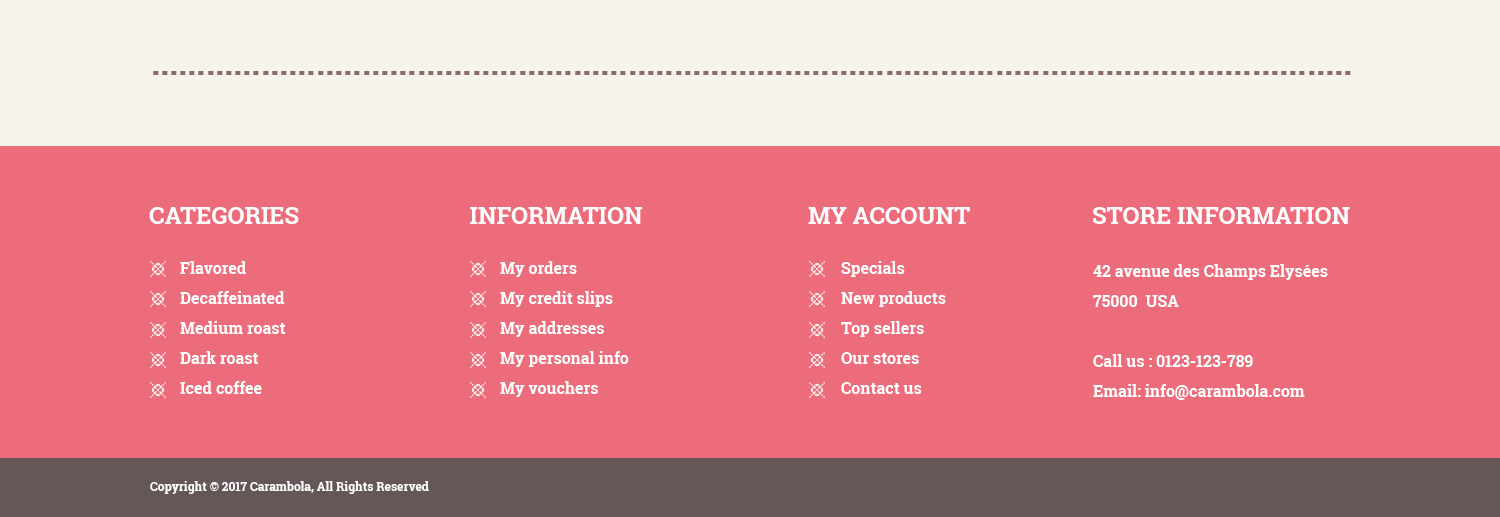 CATEGORIES
Flavored
Decaffeinated
Medium roast
Dark roast
Iced coffee
INFORMATION
My orders
My credit slips
My addresses
My personal info
My vouchers
MY ACCOUNT
Specials
New products
Top sellers
Our stores
Contact us
STORE INFORMATION
42 avenue des Champs Elysées
75000  USA
Call us : 0123-123-789
Email: info@carambola.com
Copyright © 2017 Carambola, All Rights Reserved